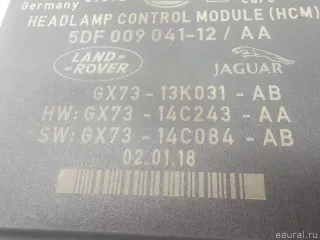 Germany
HEADLAMP CONTROL MODULE (HCM)
5DF 009 041-12 / AA
LAND-
ROVER
JAGUAR
GX73 - 13K031 - AB
HW: GX73 - 14C243 - AA
SW: GX73 - 14C084 - AB
02.01.18
eaural.ru